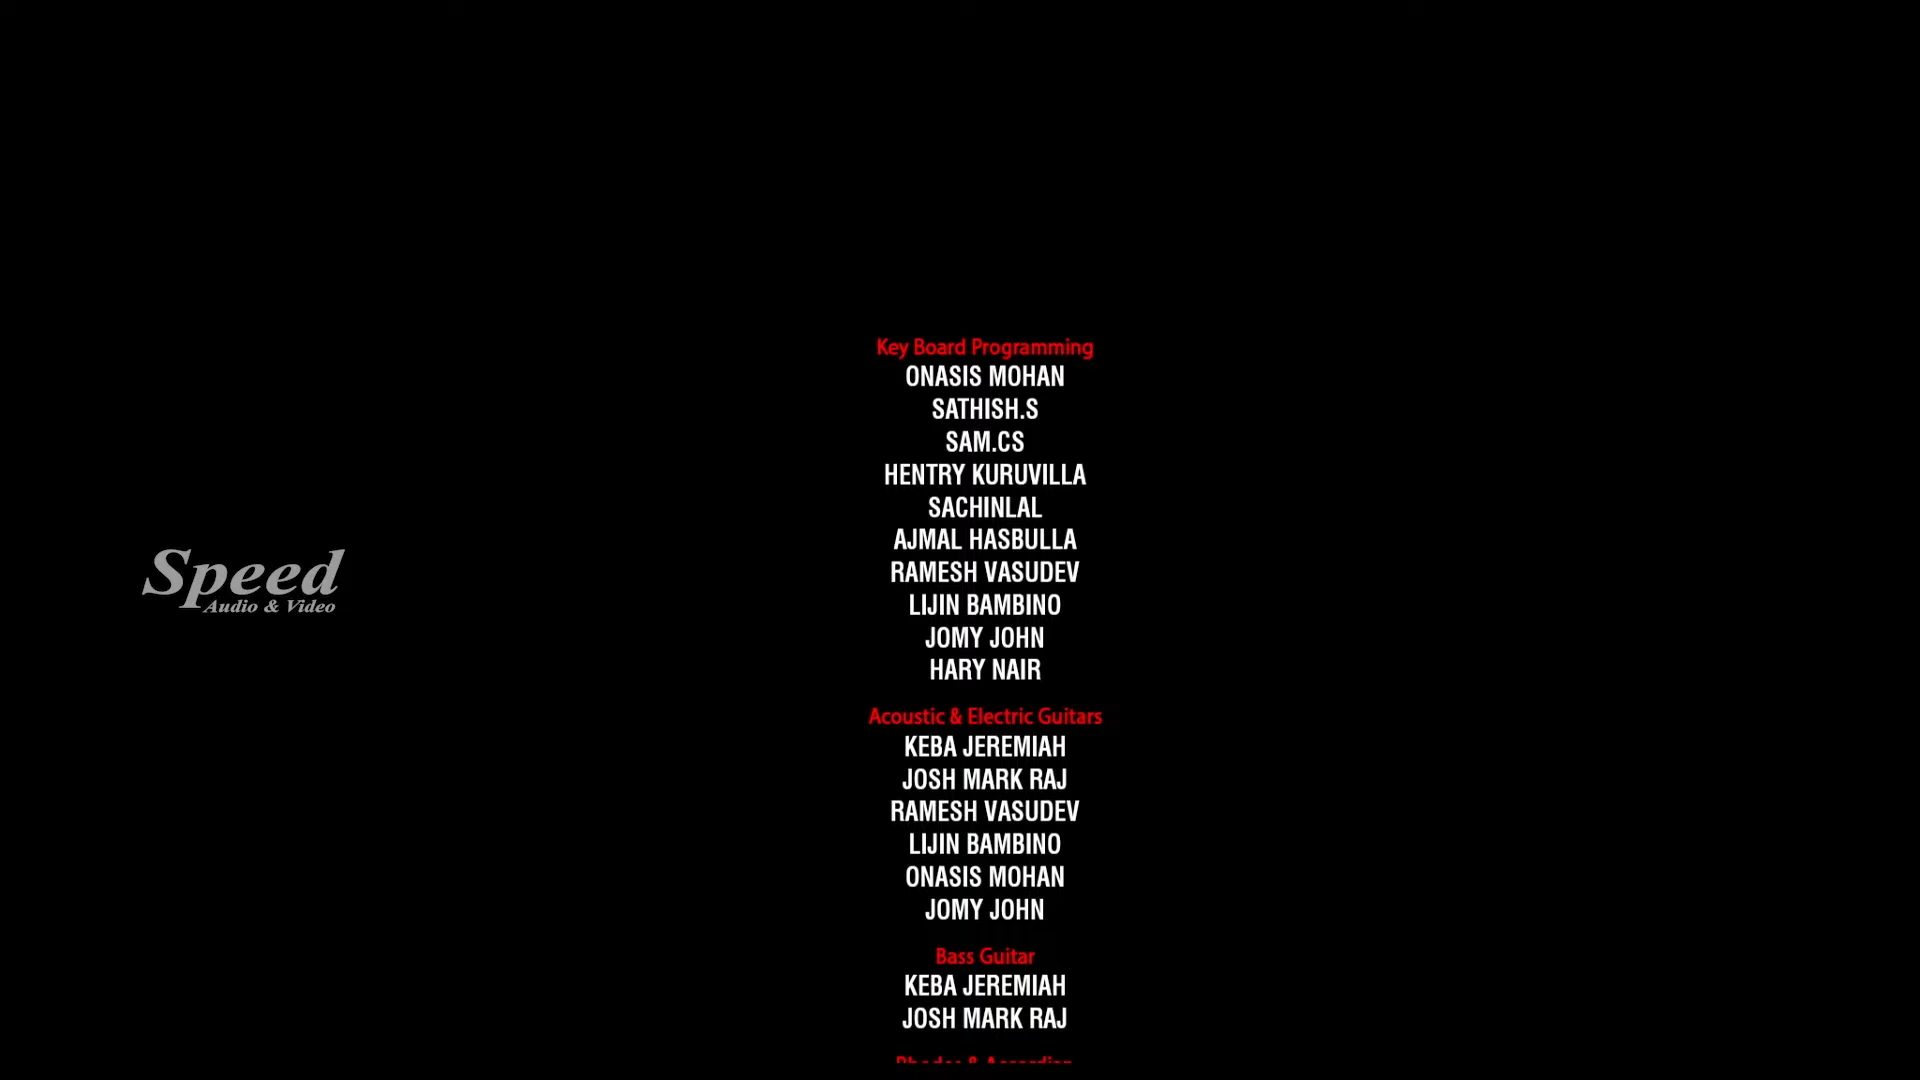 Key Board Programming
ONASIS MOHAN
SATHISH.S
SAM.CS
HENTRY KURUVILLA
SACHINLAL
AJMAL HASBULLA
RAMESH VASUDEV
LIJIN BAMBINO
JOMY JOHN
HARY NAIR
Acoustic & Electric Guitars
KEBA JEREMIAH
JOSH MARK RAJ
RAMESH VASUDEV
LIJIN BAMBINO
ONASIS MOHAN
JOMY JOHN
Bass Guitar
KEBA JEREMIAH
JOSH MARK RAJ
Speed
Audio & Video